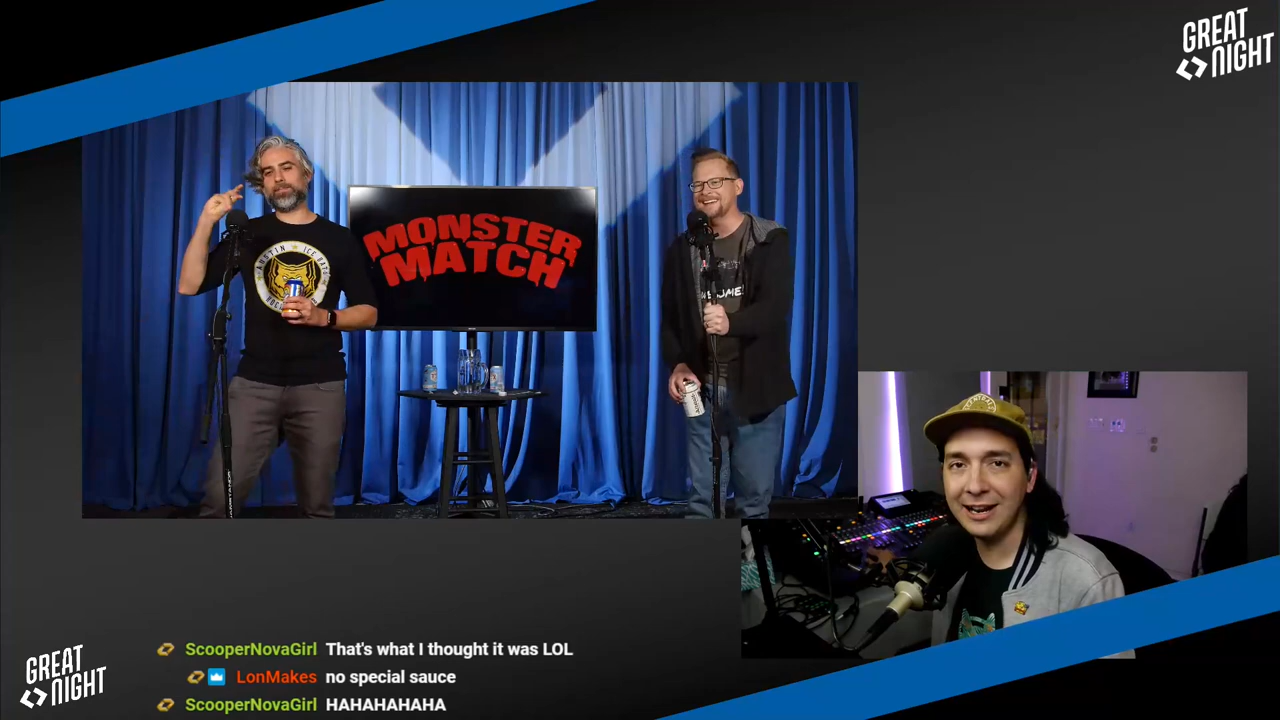 GREAT
NIGHT
MONSTER
MATCH
AUSTIN ICE BATS
ScooperNovaGirl That's what I thought it was LOL
LonMakes no special sauce
ScooperNovaGirl HAHAHAHAHA
GREAT
NIGHT